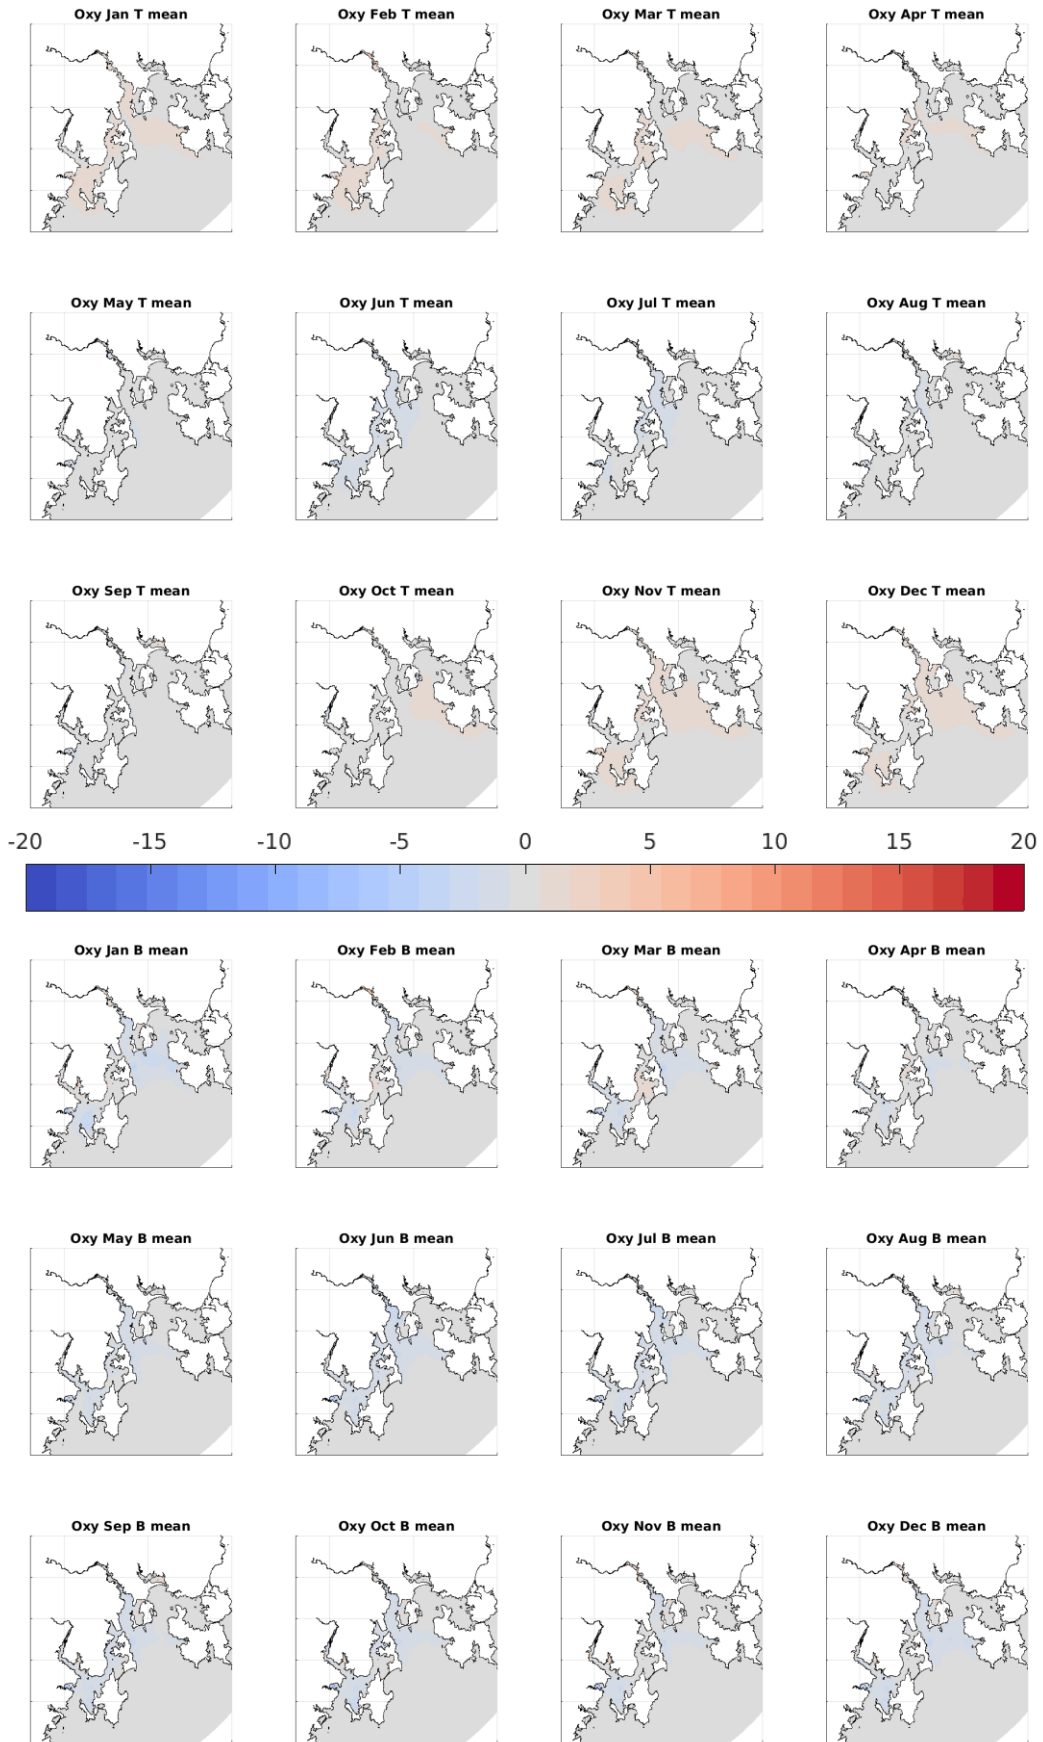 Oxy Jan T mean Oxy Feb T mean Oxy Mar T mean Oxy Apr T mean
Oxy May T mean Oxy Jun T mean Oxy Jul T mean Oxy Aug T mean
Oxy Sep T mean Oxy Oct T mean Oxy Nov T mean Oxy Dec T mean
-20 -15 -10 -5 0 5 10 15 20
Oxy Jan B mean Oxy Feb B mean Oxy Mar B mean Oxy Apr B mean
Oxy May B mean Oxy Jun B mean Oxy Jul B mean Oxy Aug B mean
Oxy Sep B mean Oxy Oct B mean Oxy Nov B mean Oxy Dec B mean